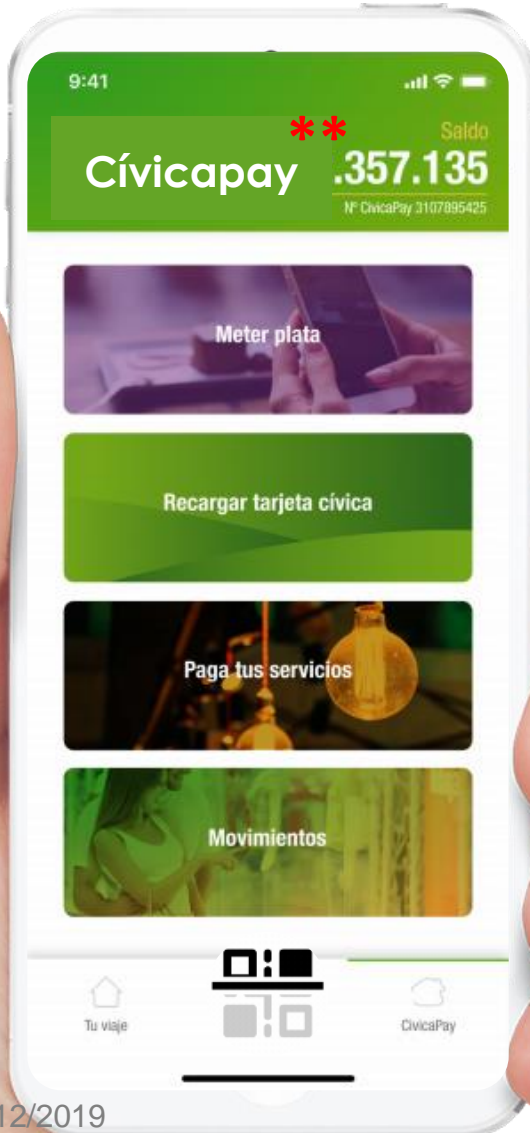 9:41
**
Saldo
Cívicapay
.357.135
Nº CivicaPay 3107895425
Meter plata
Recargar tarjeta cívica
Paga tus servicios
Movimientos
Tu viaje
CivicaPay
12/2019